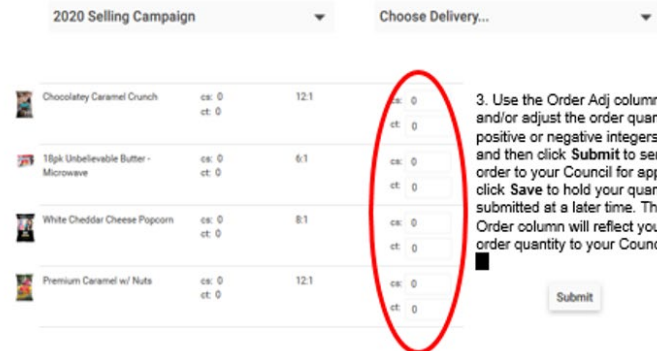 2020 Selling Campaign
Choose Delivery...
Chocolatey Caramel Crunch cs: 0 12:1 cs: 0
ct: 0 ct: 0
18pk Unbelievable Butter - cs: 0 6:1 cs: 0
Microwave ct: 0 ct: 0
White Cheddar Cheese Popcorn cs: 0 8:1 cs: 0
ct: 0 ct: 0
Premium Caramel w/ Nuts cs: 0 12:1 cs: 0
ct: 0 ct: 0
3. Use the Order Adj column
and/or adjust the order quan
positive or negative integers
and then click Submit to ser
order to your Council for app
click Save to hold your quan
submitted at a later time. Th
Order column will reflect you
order quantity to your Counc
Submit